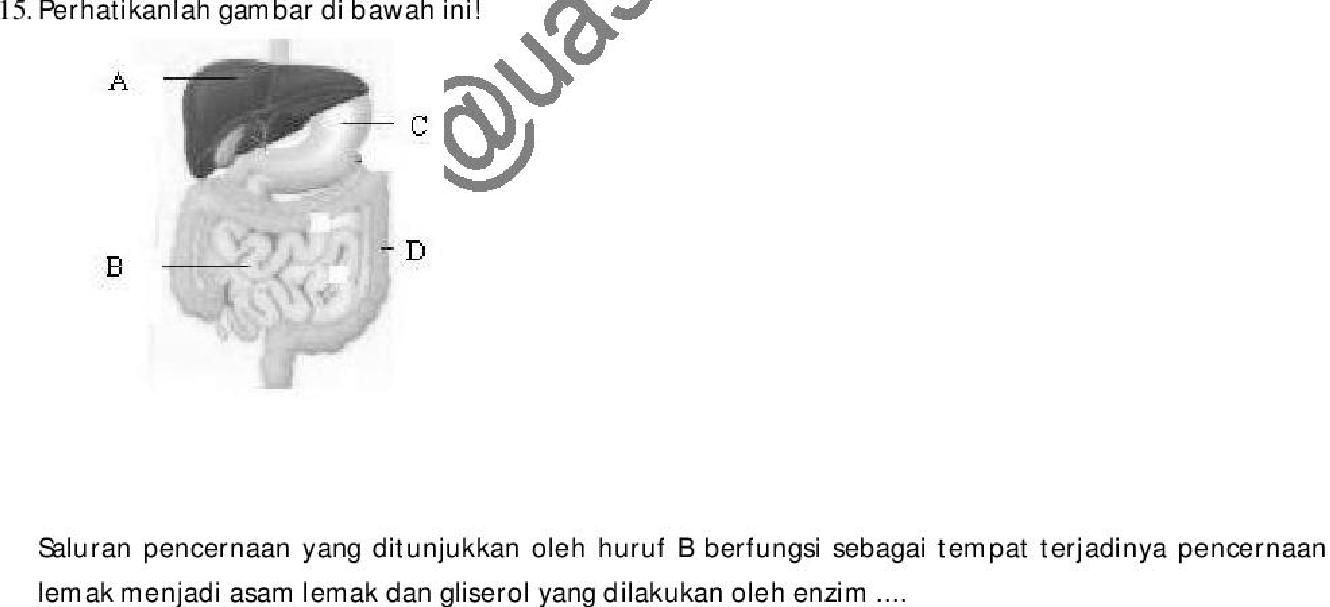 15. Perhatikanlah gambar di bawah ini!
@uas
A
C
B
D
Saluran pencernaan yang ditunjukkan oleh huruf B berfungsi sebagai tempat terjadinya pencernaan
lemak menjadi asam lemak dan gliserol yang dilakukan oleh enzim ....